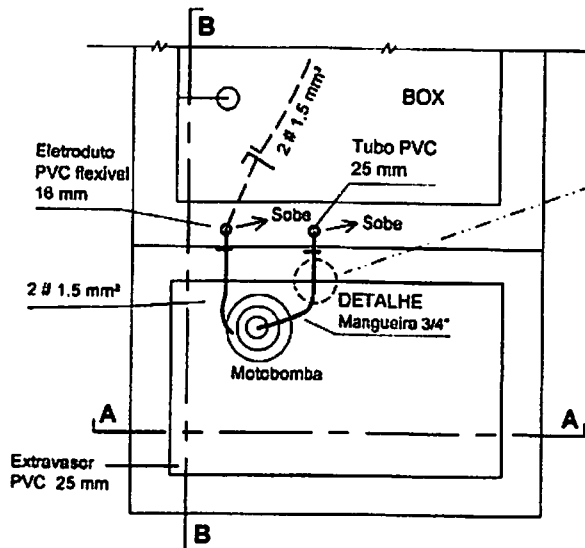 B
BOX
2 # 1.5 mm²
Eletroduto
PVC flexível
16 mm
Tubo PVC
25 mm
Sobe
Sobe
2 # 1.5 mm²
DETALHE
Mangueira 3/4"
Motobomba
A
A
Extravasor
PVC 25 mm
B